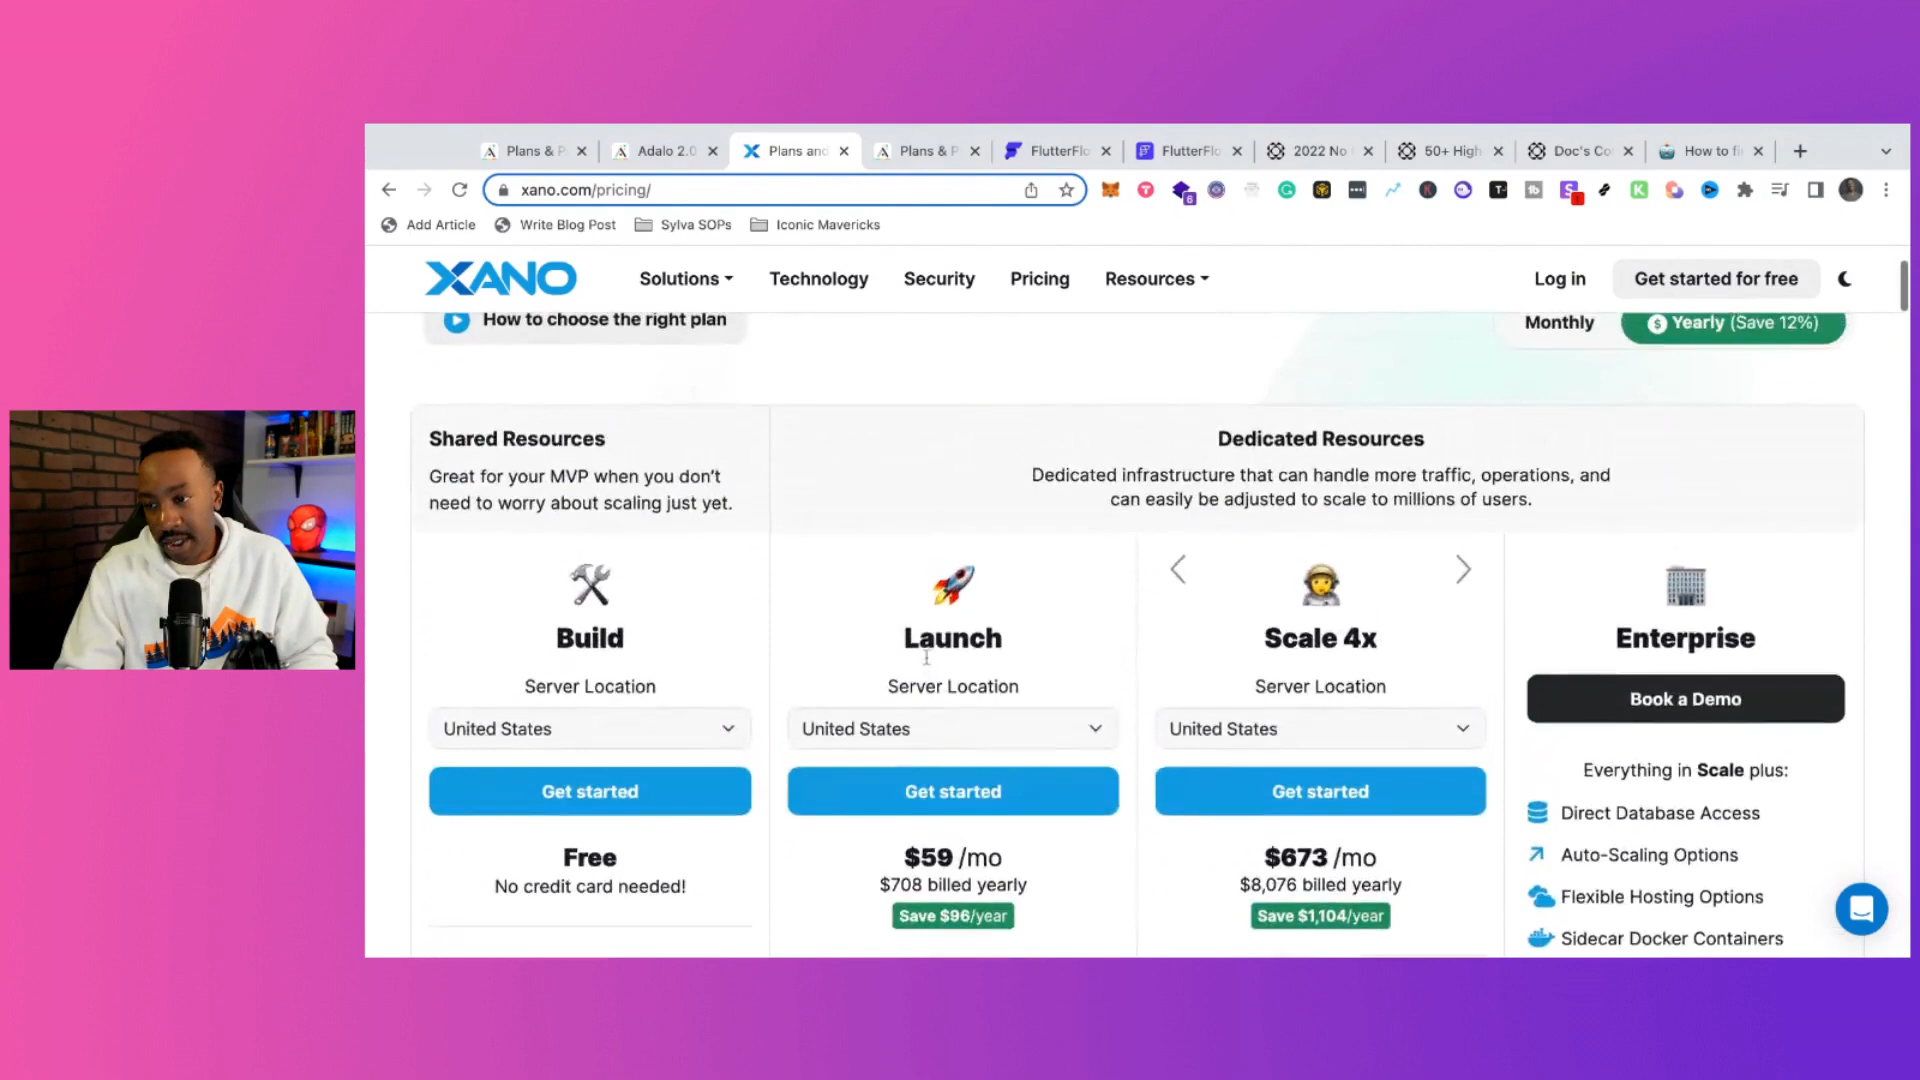 Plans & P
Adalo 2.0
Plans and
Plans & P
FlutterFlo
FlutterFlo
2022 No
50+ High
Doc's Co
How to fi
xano.com/pricing/
6
Add Article
Write Blog Post
Sylva SOPs
Iconic Mavericks
XANO
Solutions
Technology
Security
Pricing
Resources
Log in
Get started for free
How to choose the right plan
Monthly
Yearly (Save 12%)
Shared Resources
Great for your MVP when you don't
need to worry about scaling just yet.
Dedicated Resources
Dedicated infrastructure that can handle more traffic, operations, and
can easily be adjusted to scale to millions of users.
Build
Server Location
United States
Get started
Free
No credit card needed!
Launch
Server Location
United States
Get started
$59 /mo
$708 billed yearly
Save $96/year
Scale 4x
Server Location
United States
Get started
$673 /mo
$8,076 billed yearly
Save $1,104/year
Enterprise
Book a Demo
Everything in Scale plus:
Direct Database Access
Auto-Scaling Options
Flexible Hosting Options
Sidecar Docker Containers